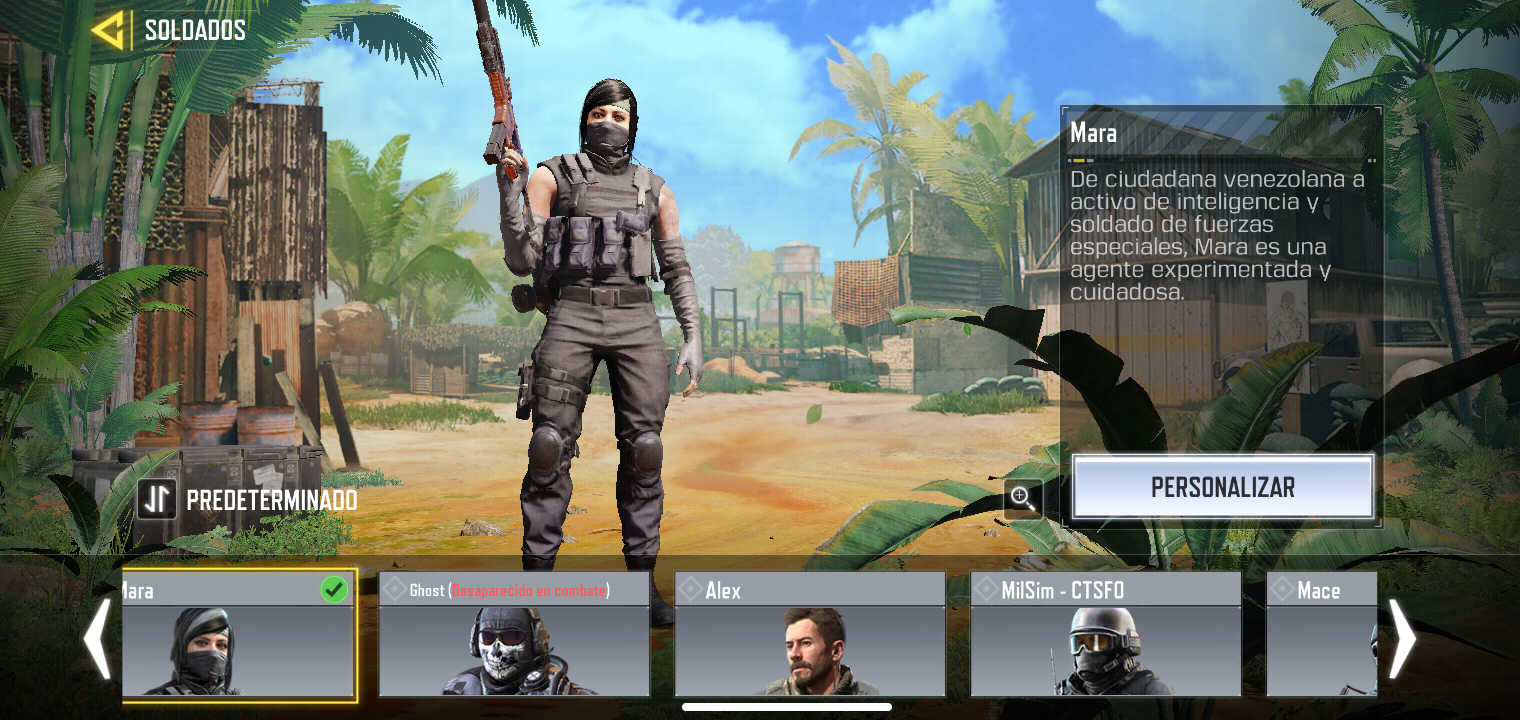 SOLDADOS
Mara
De ciudadana venezolana a
activo de inteligencia y
soldado de fuerzas
especiales, Mara es una
agente experimentada y
cuidadosa.
PREDETERMINADO
PERSONALIZAR
Mara
Ghost (Desaparecido en combate)
Alex
MilSim - CTSFO
Mace